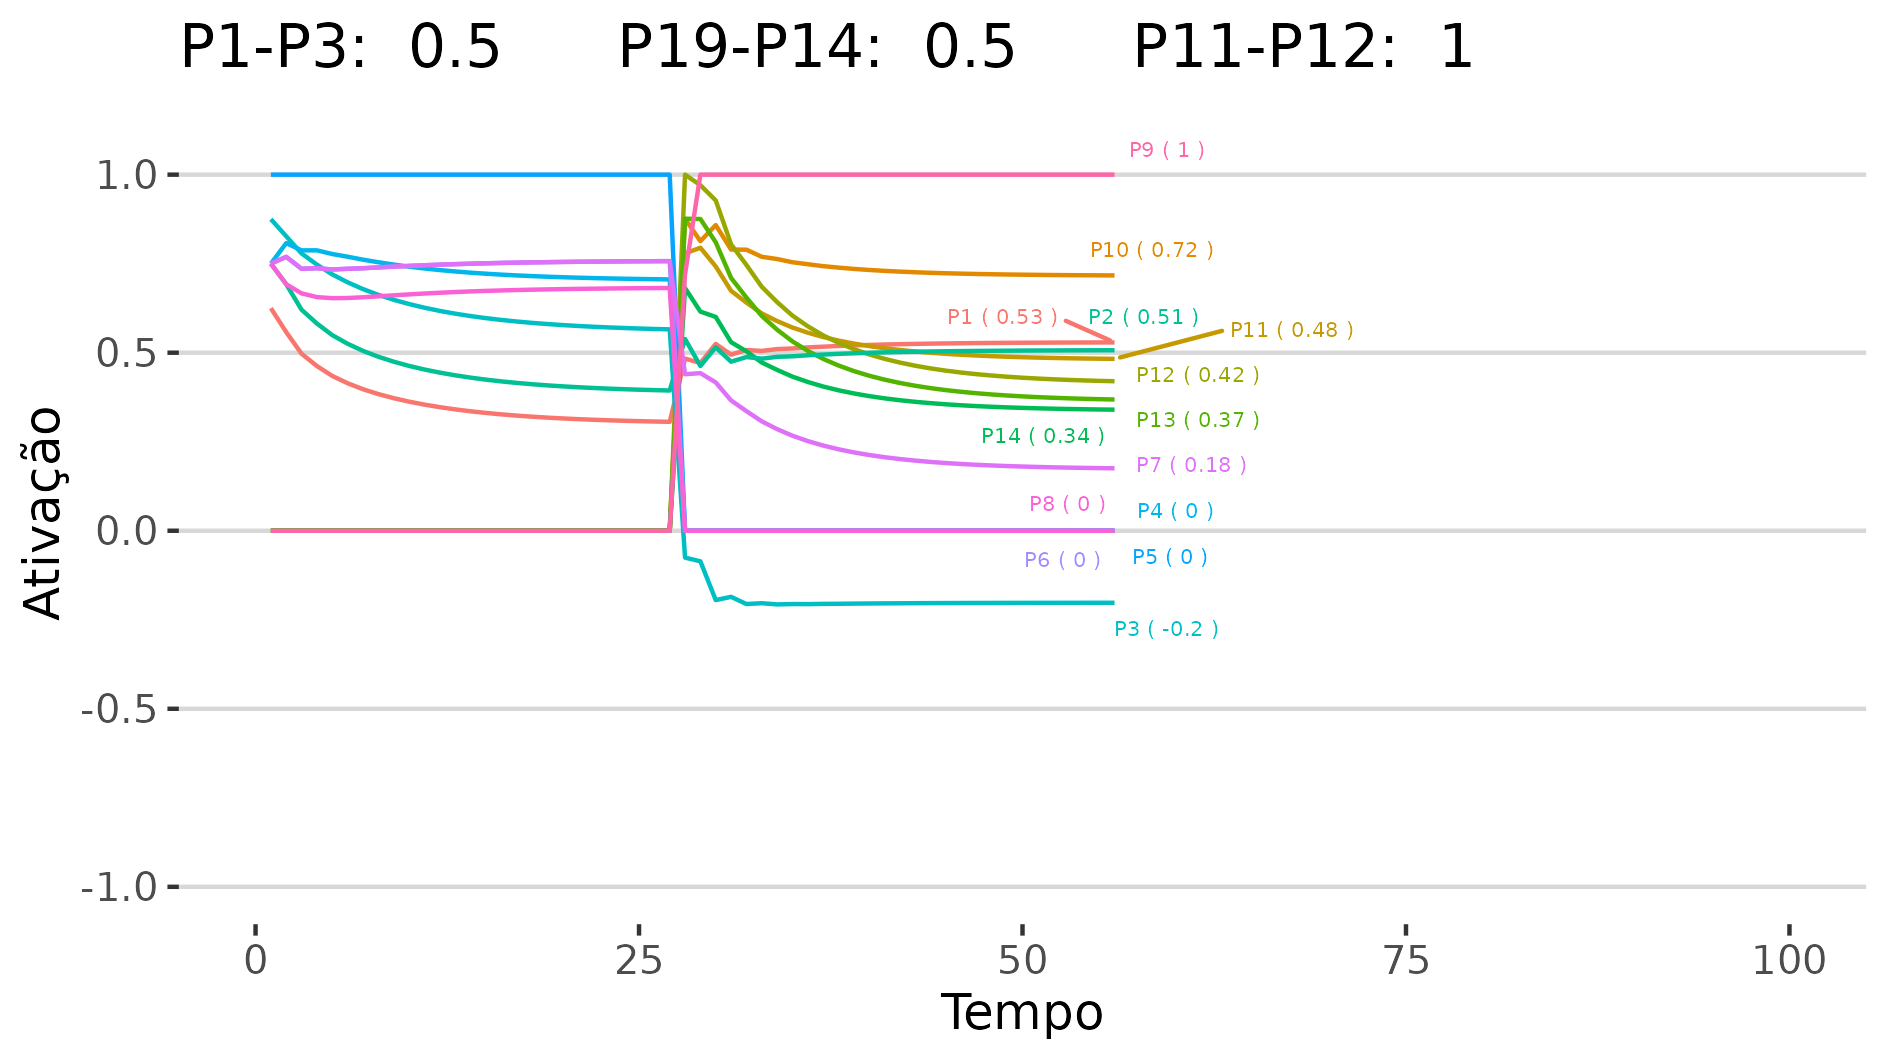 P1-P3: 0.5 P19-P14: 0.5 P11-P12: 1
P9 ( 1 )
1.0
P10 ( 0.72 )
P1 ( 0.53 ) P2 ( 0.51 ) P11 ( 0.48 )
0.5
P12 ( 0.42 )
P13 ( 0.37 )
P14 ( 0.34 )
P7 ( 0.18 )
P8 ( 0 ) P4 ( 0 )
0.0
P6 ( 0 ) P5 ( 0 )
P3 ( -0.2 )
-0.5
-1.0
Ativação
0 25 50 75 100
Tempo